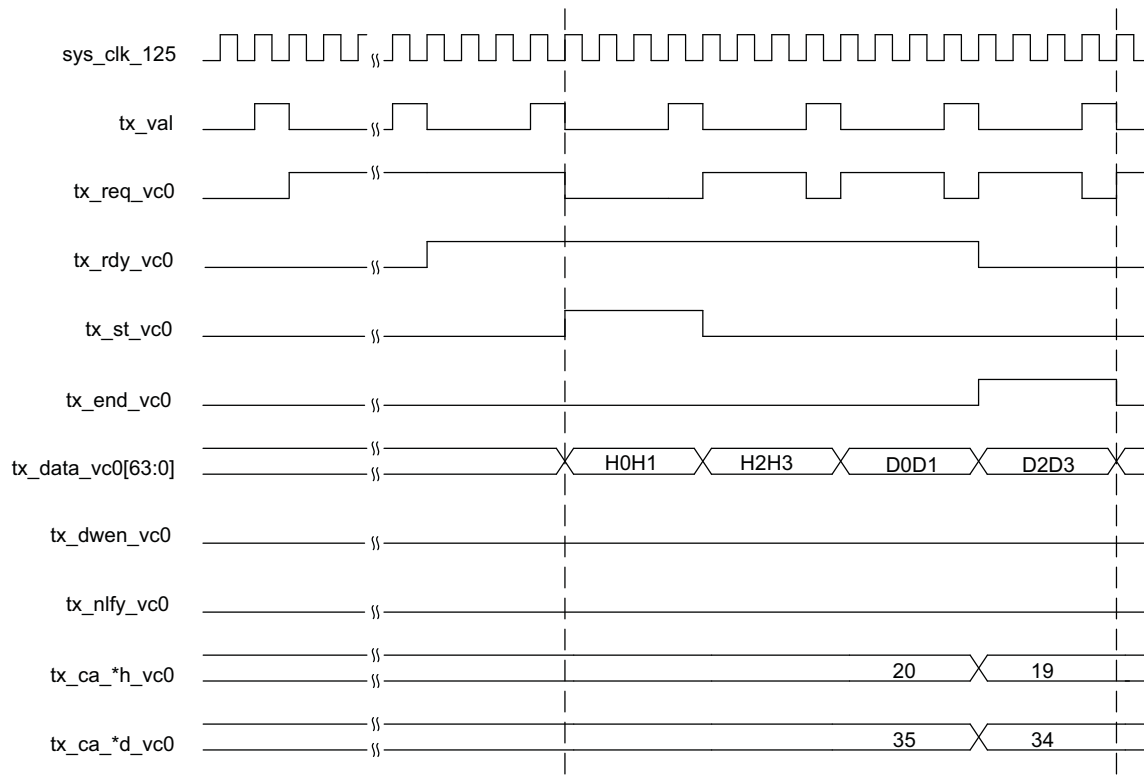 sys_clk_125
tx_val
tx_req_vc0
tx_rdy_vc0
tx_st_vc0
tx_end_vc0
tx_data_vc0[63:0] H0H1 H2H3 D0D1 D2D3
tx_dwen_vc0
tx_nlfy_vc0
tx_ca_*h_vc0 20 19
tx_ca_*d_vc0 35 34